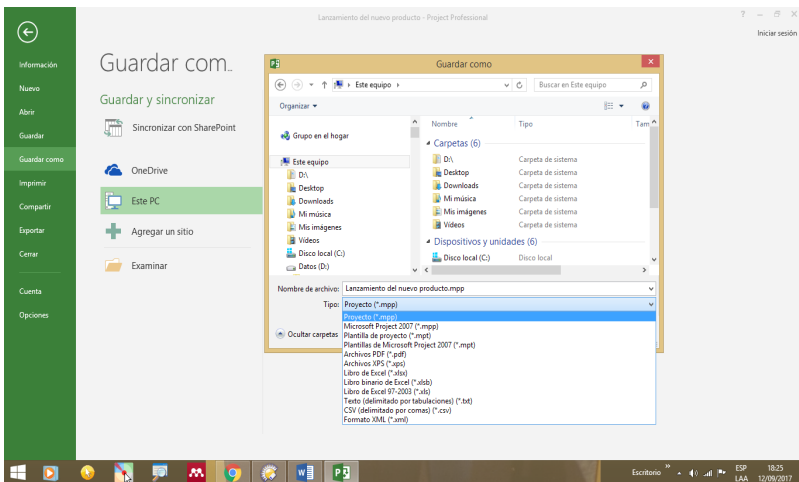 Lanzamiento del nuevo producto - Project Professional
Iniciar sesión
Información
Nuevo
Abrir
Guardar
Guardar como
Imprimir
Compartir
Exportar
Cerrar
Cuenta
Opciones
Guardar com...
Guardar y sincronizar
Sincronizar con SharePoint
OneDrive
Este PC
Agregar un sitio
Examinar
Guardar como
Este equipo
Buscar en Este equipo
Organizar
Grupo en el hogar
Este equipo
D:\
Desktop
Downloads
Mi música
Mis imágenes
Vídeos
Disco local (C:)
Datos (D:)
Nombre Tipo Tam
Carpetas (6)
D:\ Carpeta de sistema
Desktop Carpeta de sistema
Downloads Carpeta de sistema
Mi música Carpeta de sistema
Mis imágenes Carpeta de sistema
Vídeos Carpeta de sistema
Dispositivos y unidades (6)
Disco local (C:) Disco local
Nombre de archivo: Lanzamiento del nuevo producto.mpp
Tipo: Proyecto (*.mpp)
Proyecto (*.mpp)
Microsoft Project 2007 (*.mpp)
Plantilla de proyecto (*.mpt)
Plantillas de Microsoft Project 2007 (*.mpt)
Archivos PDF (*.pdf)
Archivos XPS (*.xps)
Libro de Excel (*.xlsx)
Libro binario de Excel (*.xlsb)
Libro de Excel 97-2003 (*.xls)
Texto (delimitado por tabulaciones) (*.txt)
CSV (delimitado por comas) (*.csv)
Formato XML (*.xml)
Ocultar carpetas
Escritorio
ESP
LAA
18:25
12/09/2017